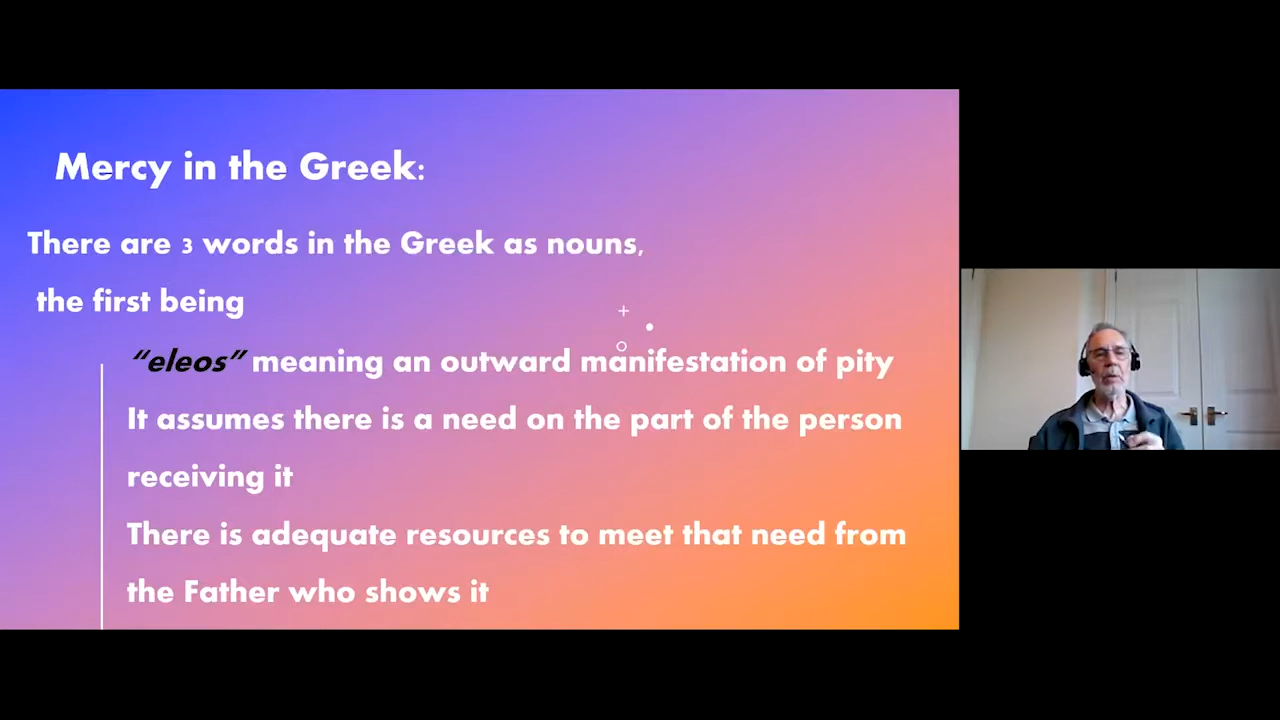 Mercy in the Greek:
There are 3 words in the Greek as nouns,
the first being
“eleos” meaning an outward manifestation of pity
It assumes there is a need on the part of the person
receiving it
There is adequate resources to meet that need from
the Father who shows it